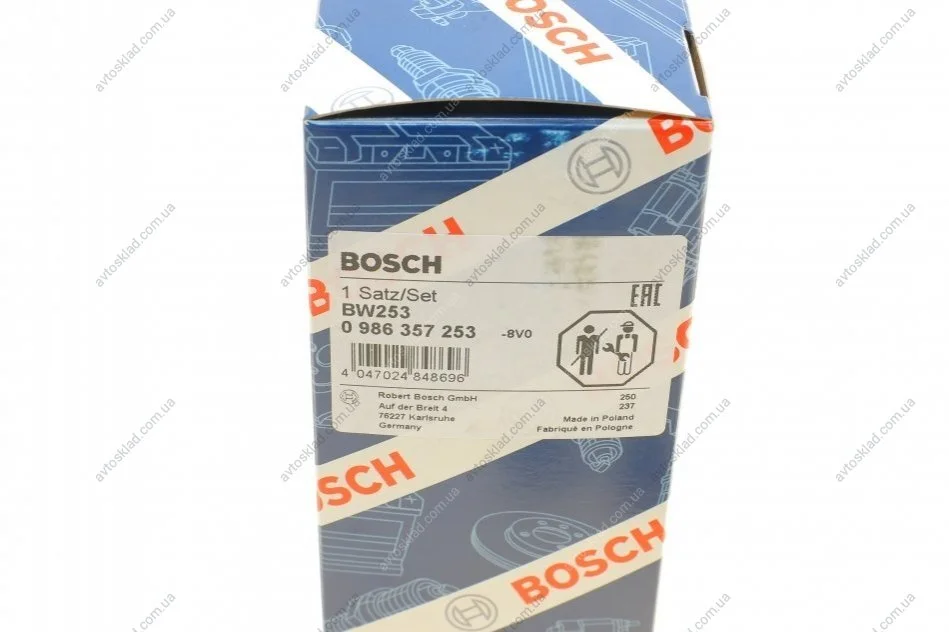 BOSCH
BOSCH
BOSCH
1 Satz/Set
BW253
0 986 357 253 -8V0
EAC
4 047024 848696
Robert Bosch GmbH
Auf der Breit 4
76227 Karlsruhe
Germany
250
237
Made in Poland
Fabriqué en Pologne
BOSCH
BOSCH
avtosklad.com.ua